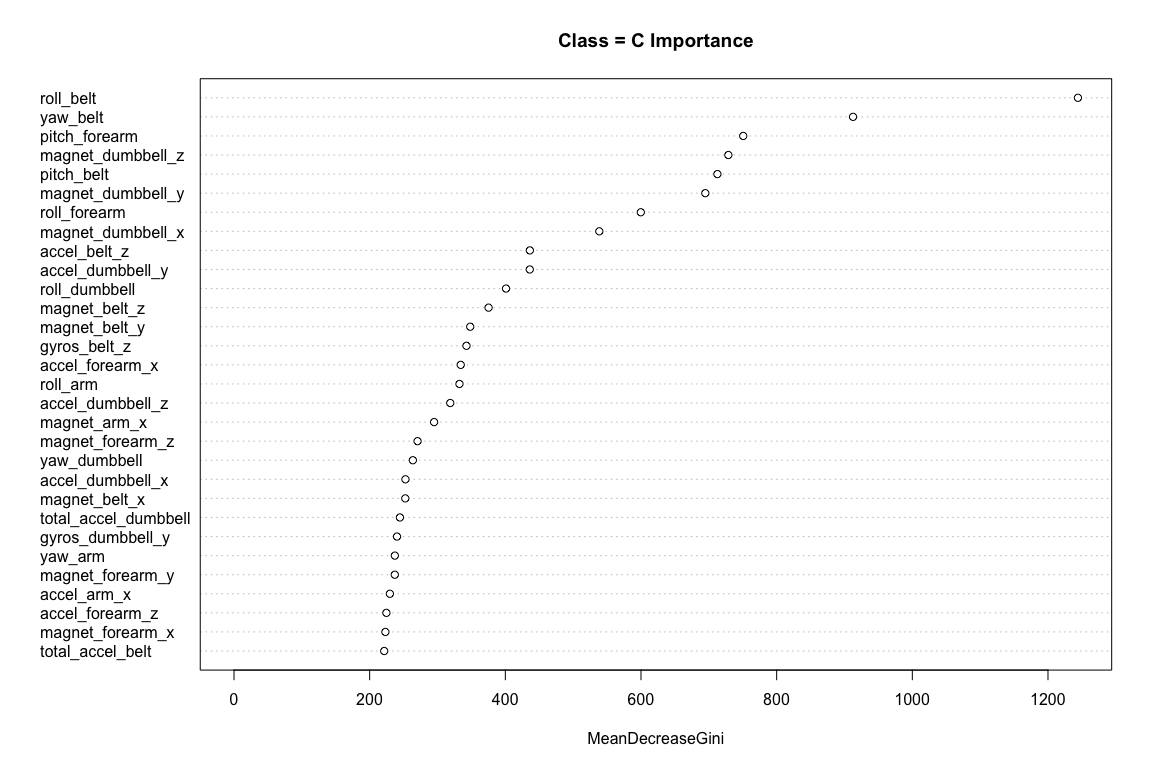 Class = C Importance
roll_belt
yaw_belt
pitch_forearm
magnet_dumbbell_z
pitch_belt
magnet_dumbbell_y
roll_forearm
magnet_dumbbell_x
accel_belt_z
accel_dumbbell_y
roll_dumbbell
magnet_belt_z
magnet_belt_y
gyros_belt_z
accel_forearm_x
roll_arm
accel_dumbbell_z
magnet_arm_x
magnet_forearm_z
yaw_dumbbell
accel_dumbbell_x
magnet_belt_x
total_accel_dumbbell
gyros_dumbbell_y
yaw_arm
magnet_forearm_y
accel_arm_x
accel_forearm_z
magnet_forearm_x
total_accel_belt
0 200 400 600 800 1000 1200
MeanDecreaseGini